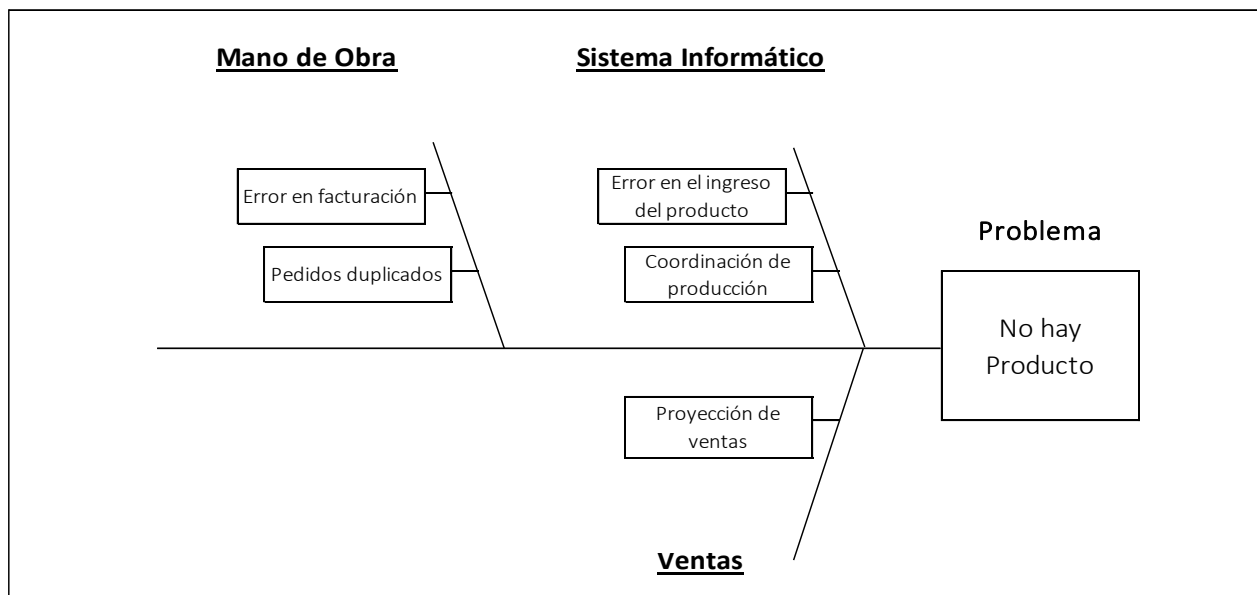 Mano de Obra
Sistema Informático
Error en facturación
Pedidos duplicados
Error en el ingreso
del producto
Coordinación de
producción
Problema
No hay
Producto
Proyección de
ventas
Ventas